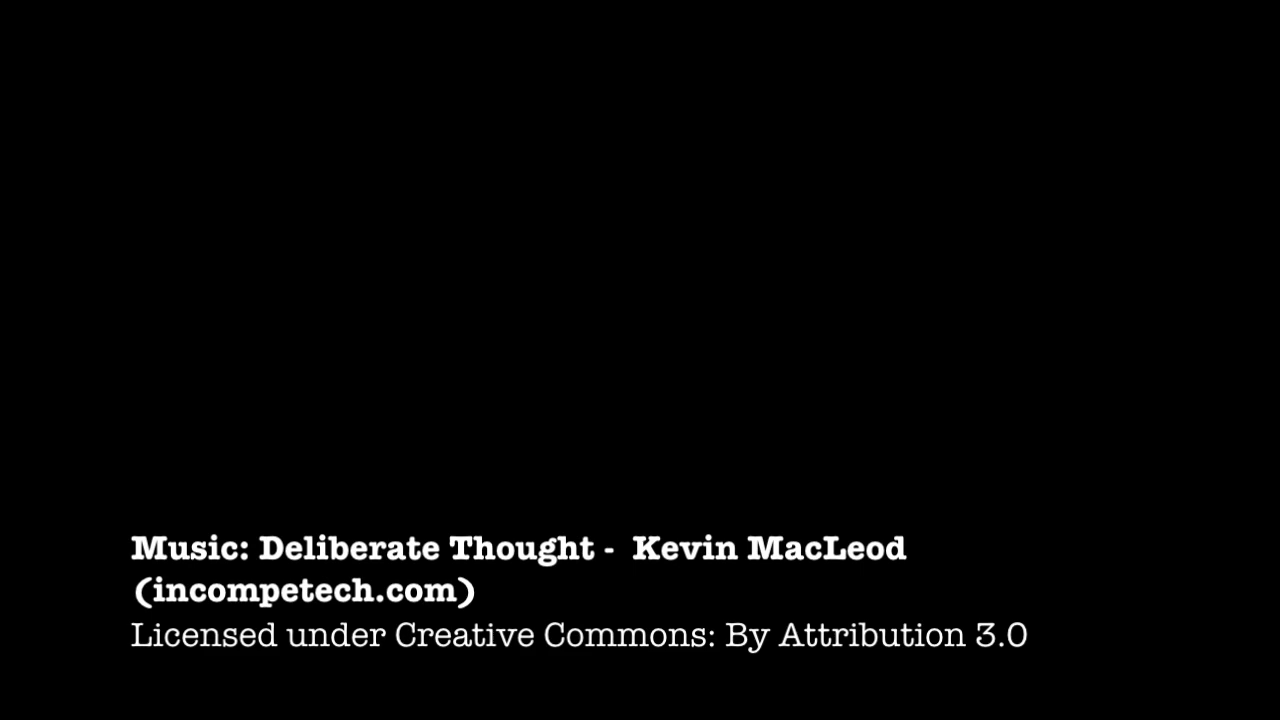 Music: Deliberate Thought -  Kevin MacLeod
(incompetech.com)
Licensed under Creative Commons: By Attribution 3.0